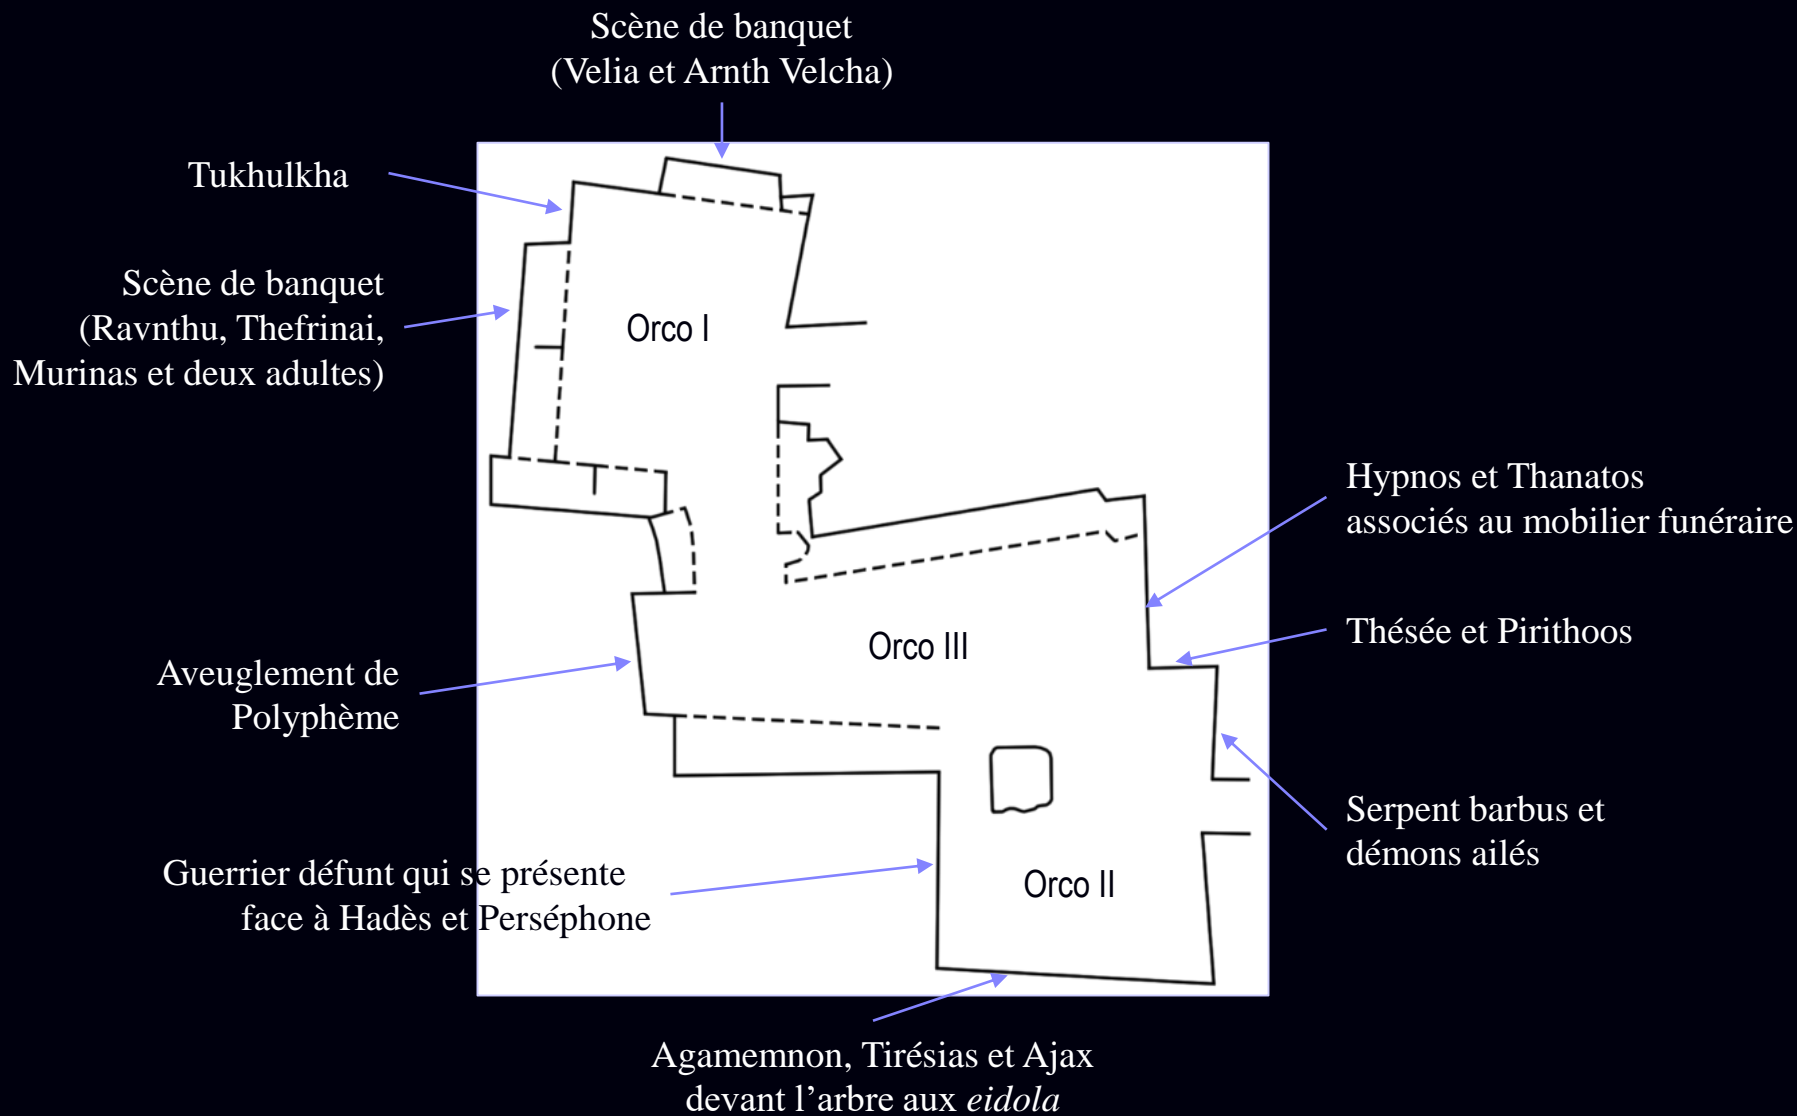 Scène de banquet
(Velia et Arnth Velcha)
Tukhulkha
Scène de banquet
(Ravnthu, Thefrinai,
Murinas et deux adultes)
Orco I
Hypnos et Thanatos
associés au mobilier funéraire
Thésée et Pirithoos
Orco III
Aveuglement de
Polyphème
Serpent barbus et
démons ailés
Guerrier défunt qui se présente
face à Hadès et Perséphone
Orco II
Agamemnon, Tirésias et Ajax
devant l’arbre aux eidola